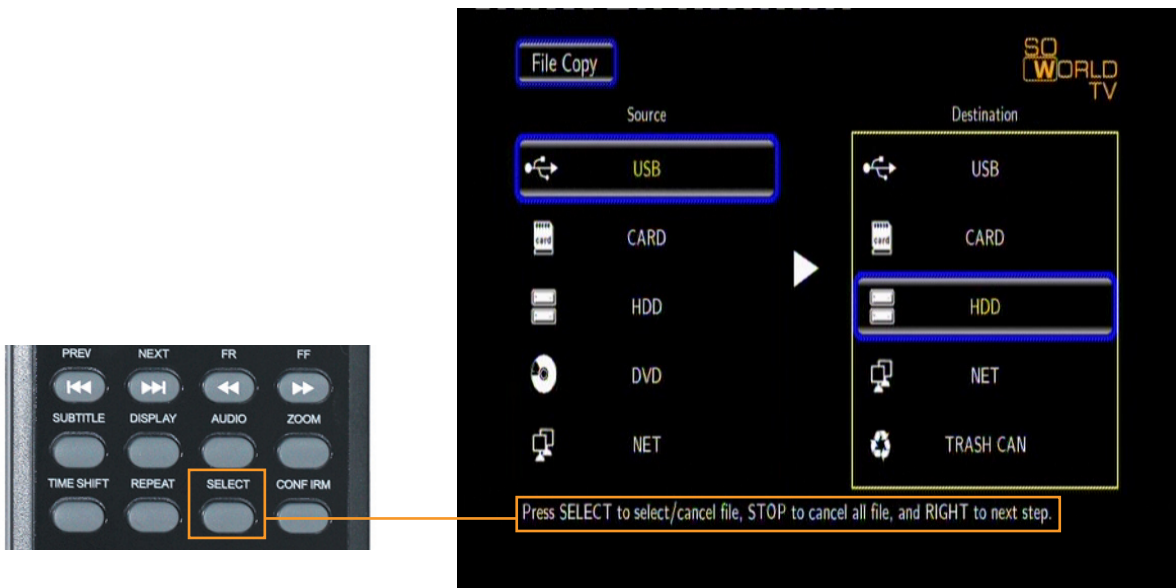 File Copy
SO
WORLD
TV
Source
Destination
USB
USB
card
CARD
card
CARD
HDD
HDD
DVD
NET
NET
TRASH CAN
Press SELECT to select/cancel file, STOP to cancel all file, and RIGHT to next step.
PREV NEXT FR FF
SUBTITLE DISPLAY AUDIO ZOOM
TIME SHIFT REPEAT SELECT CONF IRM